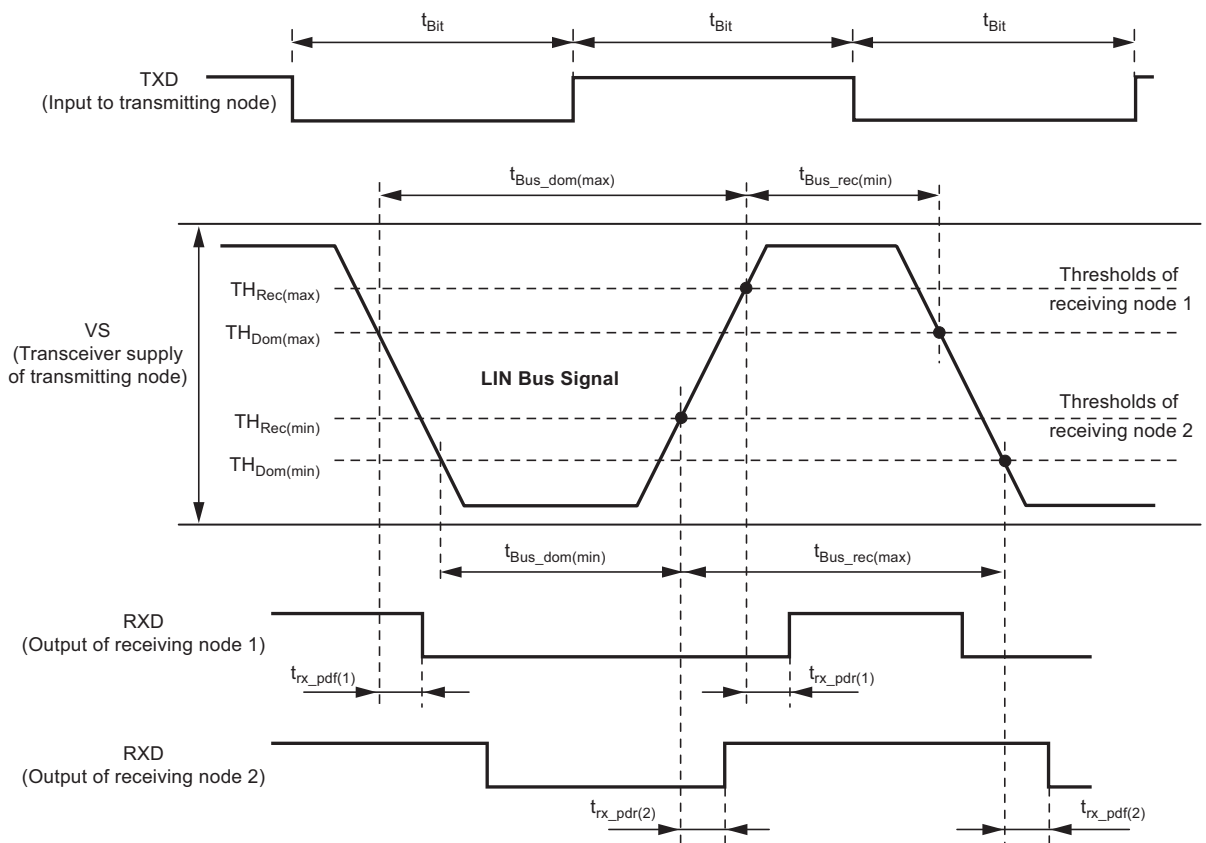 tBit
tBit
tBit
TXD
(Input to transmitting node)
tBus_dom(max)
tBus_rec(min)
THRec(max)
Thresholds of
receiving node 1
THDom(max)
VS
(Transceiver supply
of transmitting node)
LIN Bus Signal
THRec(min)
Thresholds of
receiving node 2
THDom(min)
tBus_dom(min)
tBus_rec(max)
RXD
(Output of receiving node 1)
trx_pdf(1)
trx_pdr(1)
RXD
(Output of receiving node 2)
trx_pdr(2)
trx_pdf(2)